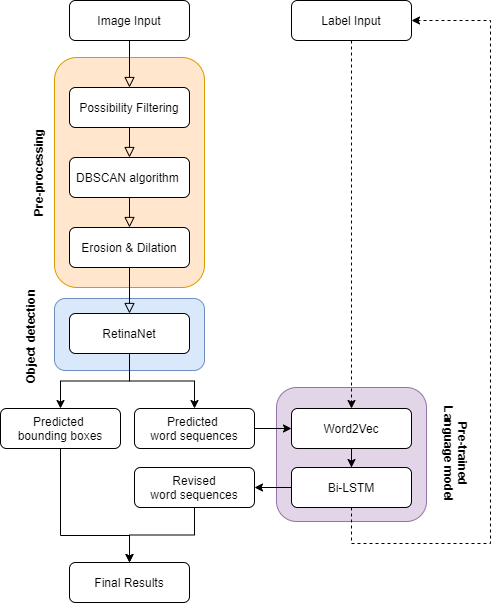 Image Input
Label Input
Pre-processing
Possibility Filtering
DBSCAN algorithm
Erosion & Dilation
Object detection
RetinaNet
Predicted
bounding boxes
Predicted
word sequences
Word2Vec
Pre-trained
Language model
Revised
word sequences
Bi-LSTM
Final Results